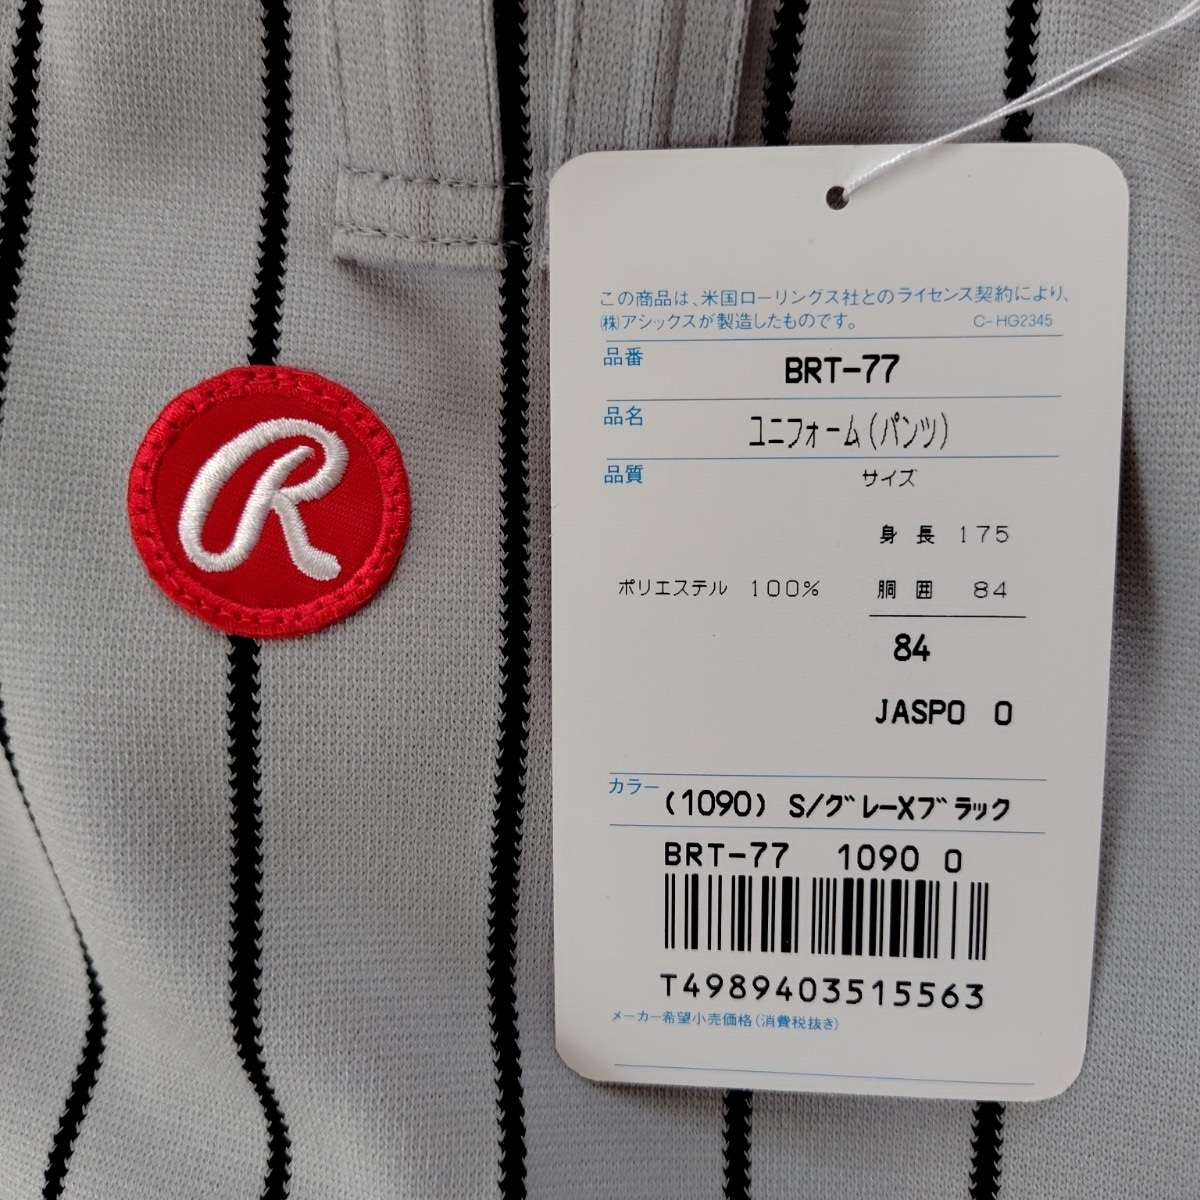 R
この商品は、米国ローリングス社とのライセンス契約により、
㈱アシックスが製造したものです。 C-HG2345
品番 BRT-77
品名 ユニフォーム(パンツ)
品質 サイズ
身長 175
ポリエステル 100% 胴囲 84
84
JASPO O
カラー (1090) S/グレーXブラック
BRT-77 1090 O
T4989403515563
メーカー希望小売価格(消費税抜き)